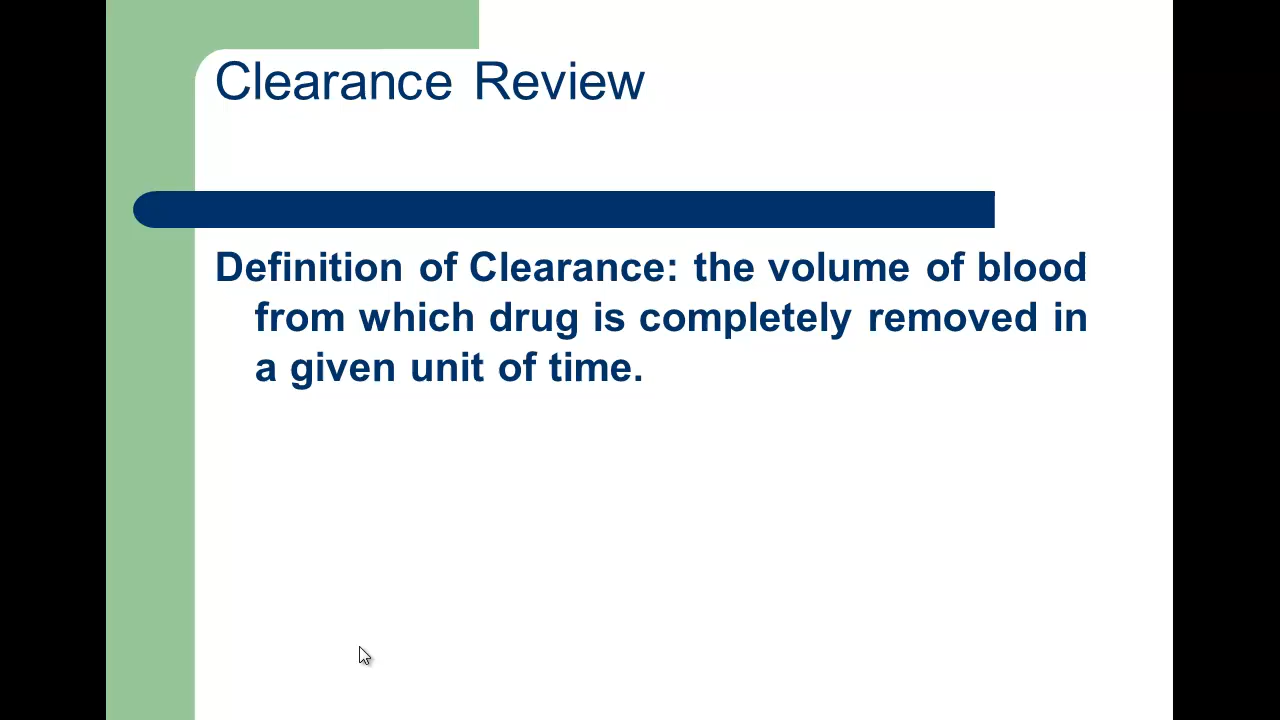 Clearance Review
Definition of Clearance: the volume of blood
from which drug is completely removed in
a given unit of time.